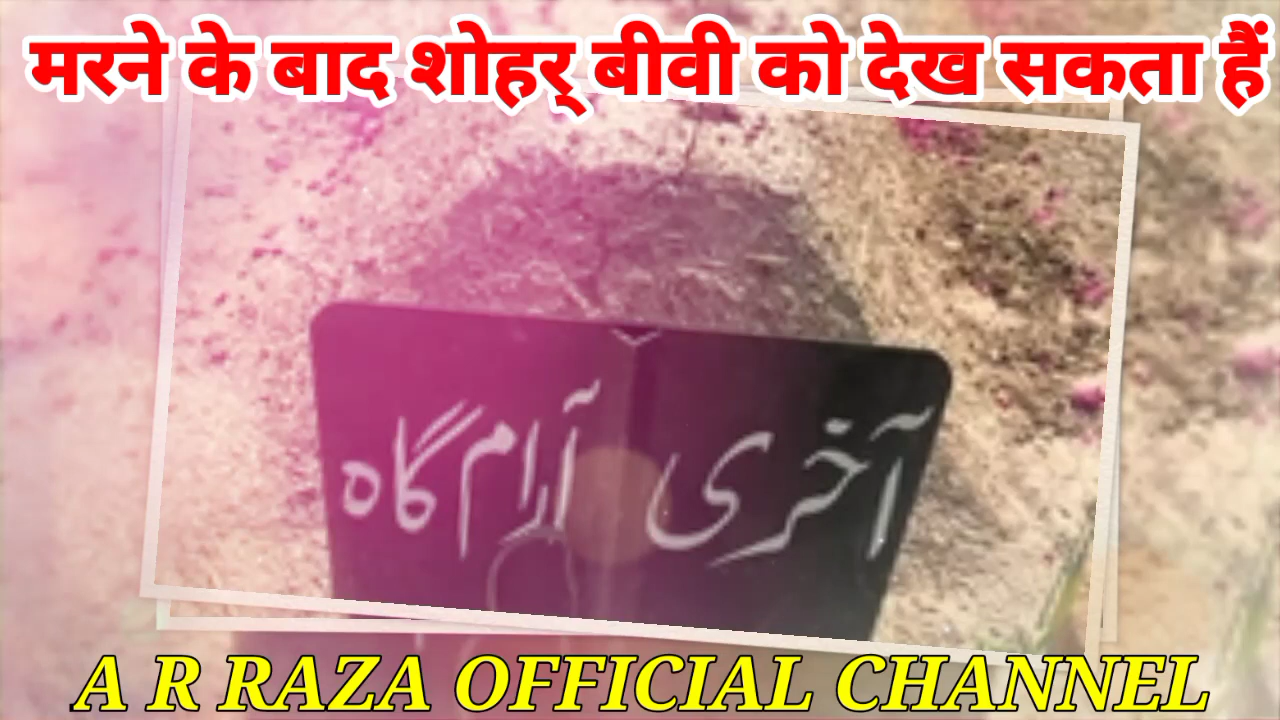 मरने के बाद शोहर् बीवी को देख सकता हैं
آخری آرام گاہ
A R RAZA OFFICIAL CHANNEL